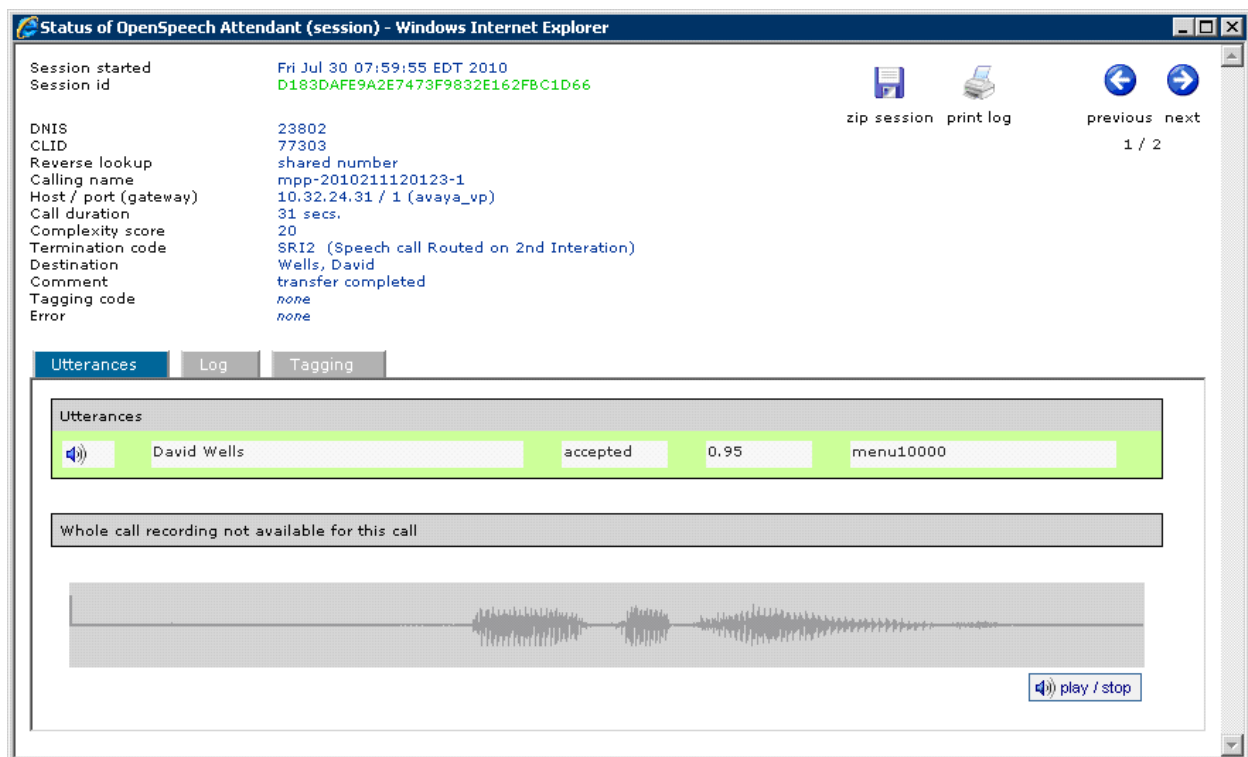 Status of OpenSpeech Attendant (session) - Windows Internet Explorer
Session started Fri Jul 30 07:59:55 EDT 2010
Session id D183DAFE9A2E7473F9832E162FBC1D66
zip session print log previous next
DNIS 23802
1 / 2
CLID 77303
Reverse lookup shared number
Calling name mpp-2010211120123-1
Host / port (gateway) 10.32.24.31 / 1 (avaya_vp)
Call duration 31 secs.
Complexity score 20
Termination code SRI2 (Speech call Routed on 2nd Interation)
Destination Wells, David
Comment transfer completed
Tagging code none
Error none
Utterances Log Tagging
Utterances
David Wells accepted 0.95 menu10000
Whole call recording not available for this call
play / stop